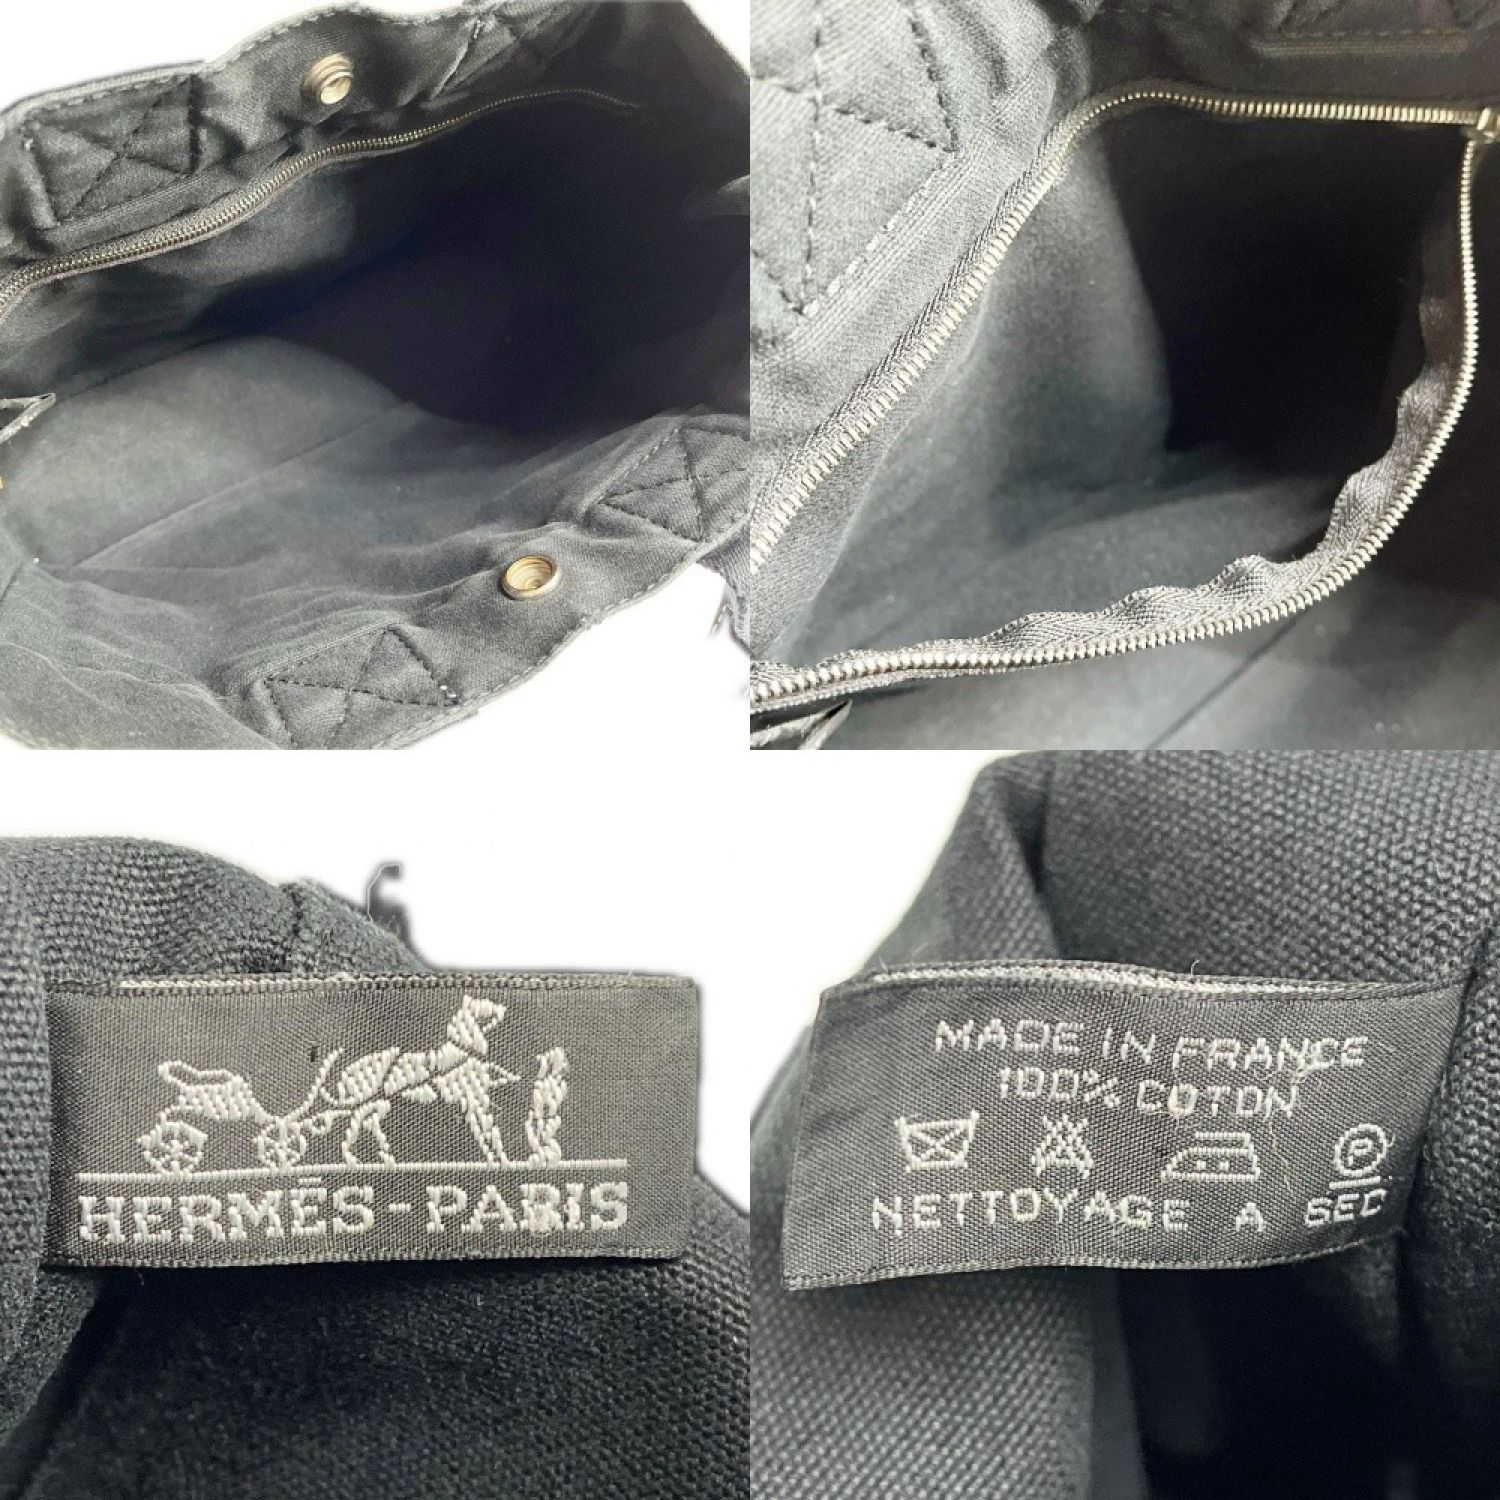 HERMÈS-PARIS
MADE IN FRANCE
100% COTON
P
NETTOYAGE A SEC